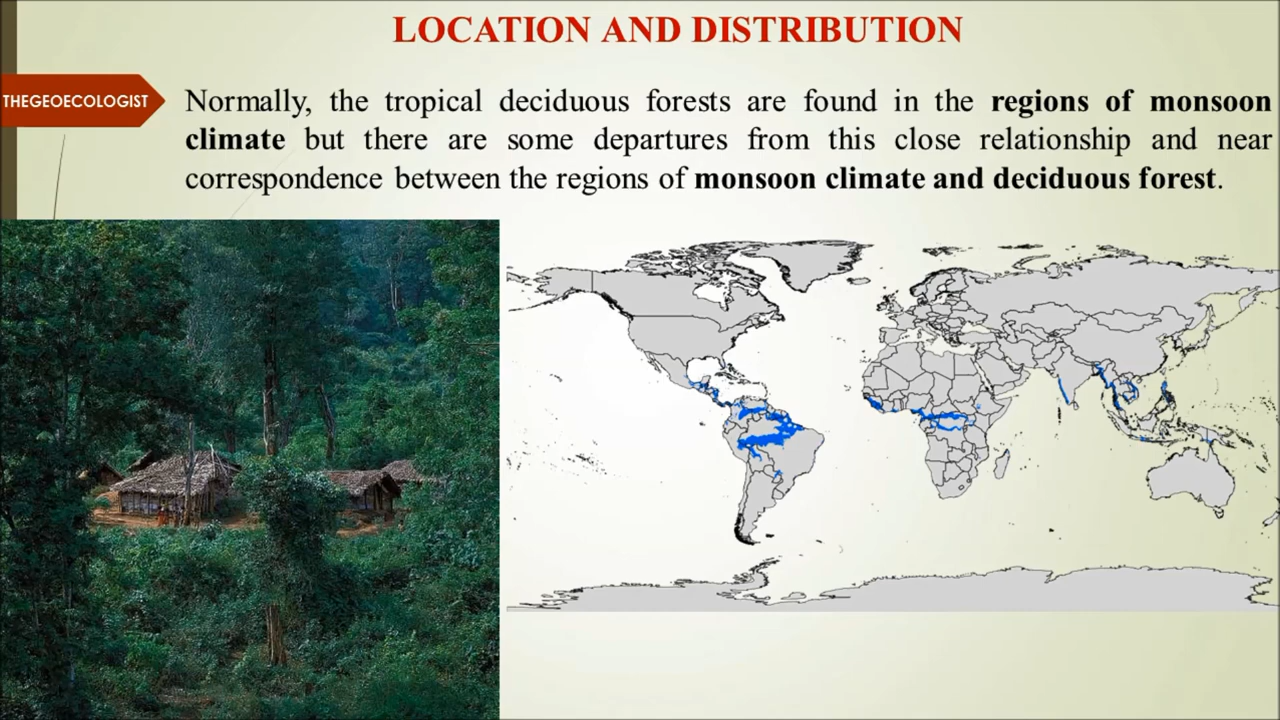 LOCATION AND DISTRIBUTION
THEGEOECOLOGIST
Normally, the tropical deciduous forests are found in the regions of monsoon
climate but there are some departures from this close relationship and near
correspondence between the regions of monsoon climate and deciduous forest.